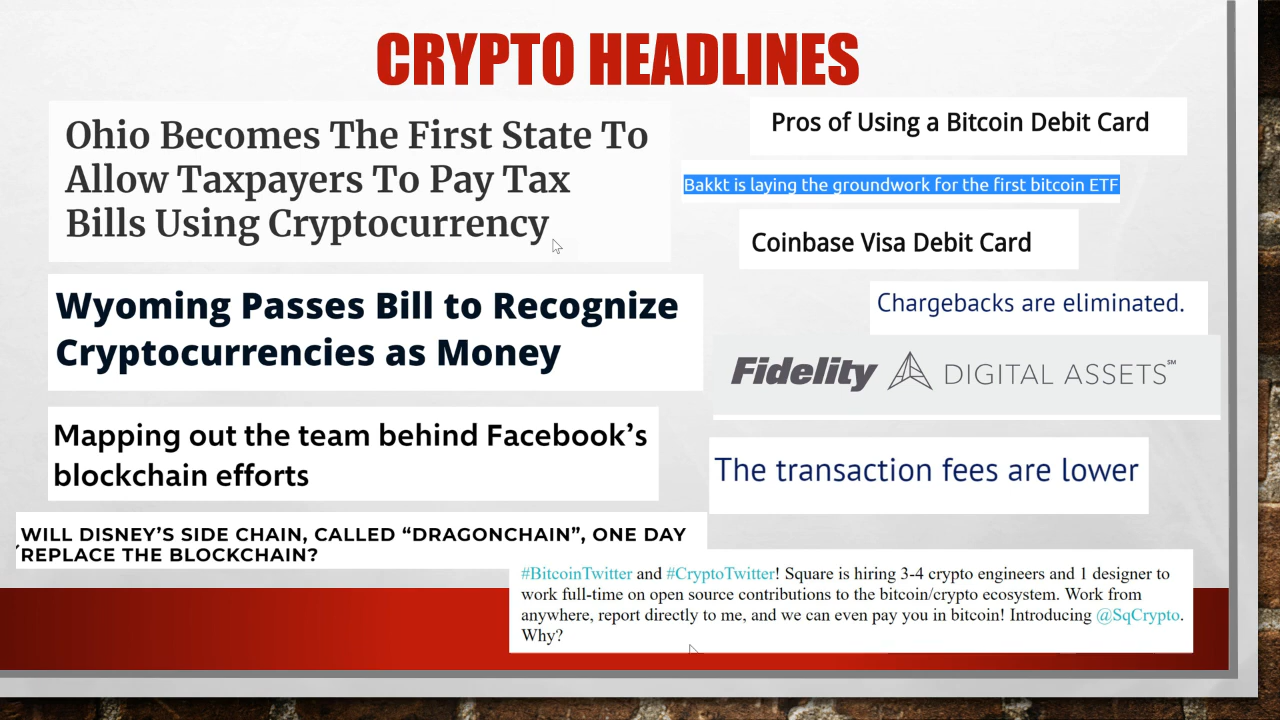 CRYPTO HEADLINES
Ohio Becomes The First State To
Allow Taxpayers To Pay Tax
Bills Using Cryptocurrency
Wyoming Passes Bill to Recognize
Cryptocurrencies as Money
Mapping out the team behind Facebook’s
blockchain efforts
WILL DISNEY’S SIDE CHAIN, CALLED “DRAGONCHAIN”, ONE DAY
REPLACE THE BLOCKCHAIN?
Pros of Using a Bitcoin Debit Card
Bakkt is laying the groundwork for the first bitcoin ETF
Coinbase Visa Debit Card
Chargebacks are eliminated.
Fidelity DIGITAL ASSETS℠
The transaction fees are lower
#BitcoinTwitter and #CryptoTwitter! Square is hiring 3-4 crypto engineers and 1 designer to
work full-time on open source contributions to the bitcoin/crypto ecosystem. Work from
anywhere, report directly to me, and we can even pay you in bitcoin! Introducing @SqCrypto.
Why?